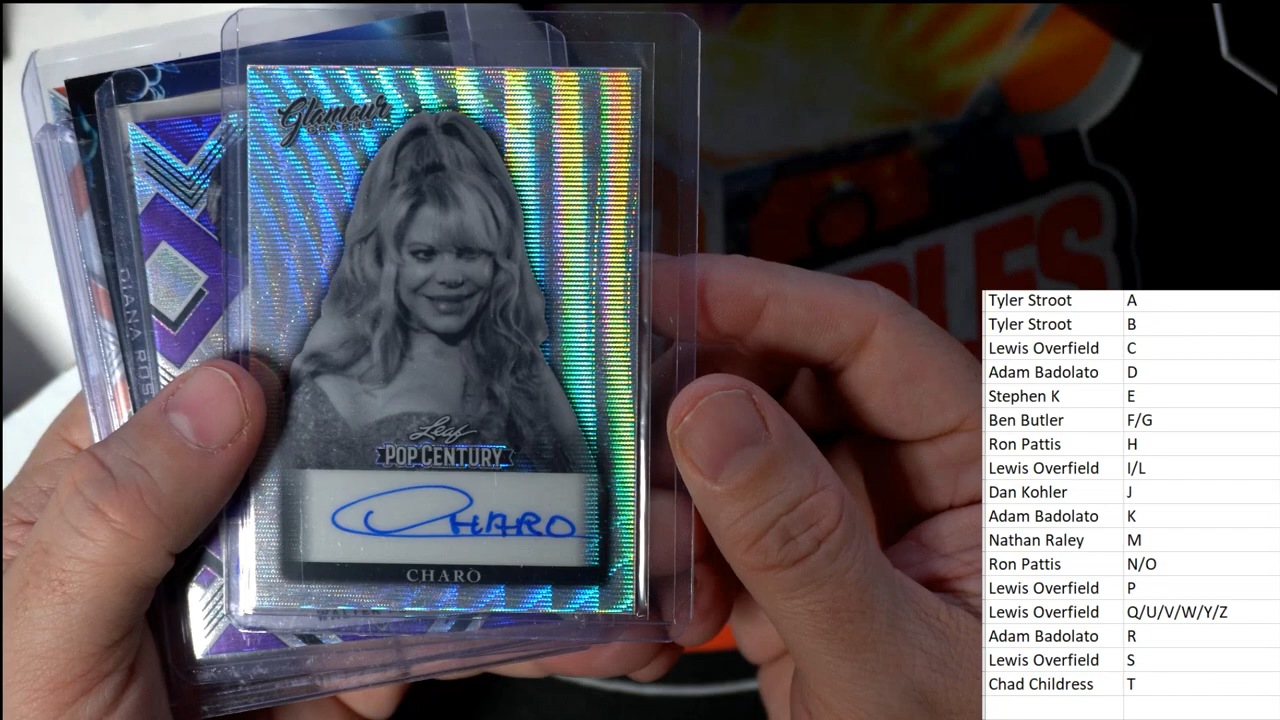 Glamour
Leaf
POP CENTURY
CHARO
CHARO
DIANA ROS
Tyler Stroot A
Tyler Stroot B
Lewis Overfield C
Adam Badolato D
Stephen K E
Ben Butler F/G
Ron Pattis H
Lewis Overfield I/L
Dan Kohler J
Adam Badolato K
Nathan Raley M
Ron Pattis N/O
Lewis Overfield P
Lewis Overfield Q/U/V/W/Y/Z
Adam Badolato R
Lewis Overfield S
Chad Childress T